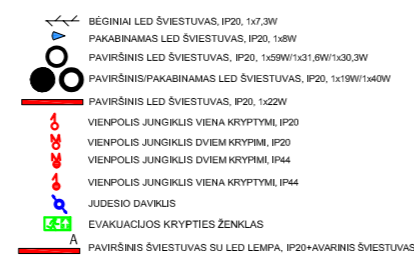 BĖGINIAI LED ŠVIESTUVAS, IP20, 1x7,3W
PAKABINAMAS LED ŠVIESTUVAS, IP20, 1x8W
PAVIRŠINIS LED ŠVIESTUVAS, IP20, 1x59W/1x31,6W/1x30,3W
PAVIRŠINIS/PAKABINAMAS LED ŠVIESTUVAS, IP20, 1x19W/1x40W
PAVIRŠINIS LED ŠVIESTUVAS, IP20, 1x22W
VIENPOLIS JUNGIKLIS VIENA KRYPTYMI, IP20
VIENPOLIS JUNGIKLIS DVIEM KRYPIMI, IP20
VIENPOLIS JUNGIKLIS DVIEM KRYPIMI, IP44
VIENPOLIS JUNGIKLIS VIENA KRYPTYMI, IP44
JUDESIO DAVIKLIS
EVAKUACIJOS KRYPTIES ŽENKLAS
A
PAVIRŠINIS ŠVIESTUVAS SU LED LEMPA, IP20+AVARINIS ŠVIESTUVAS